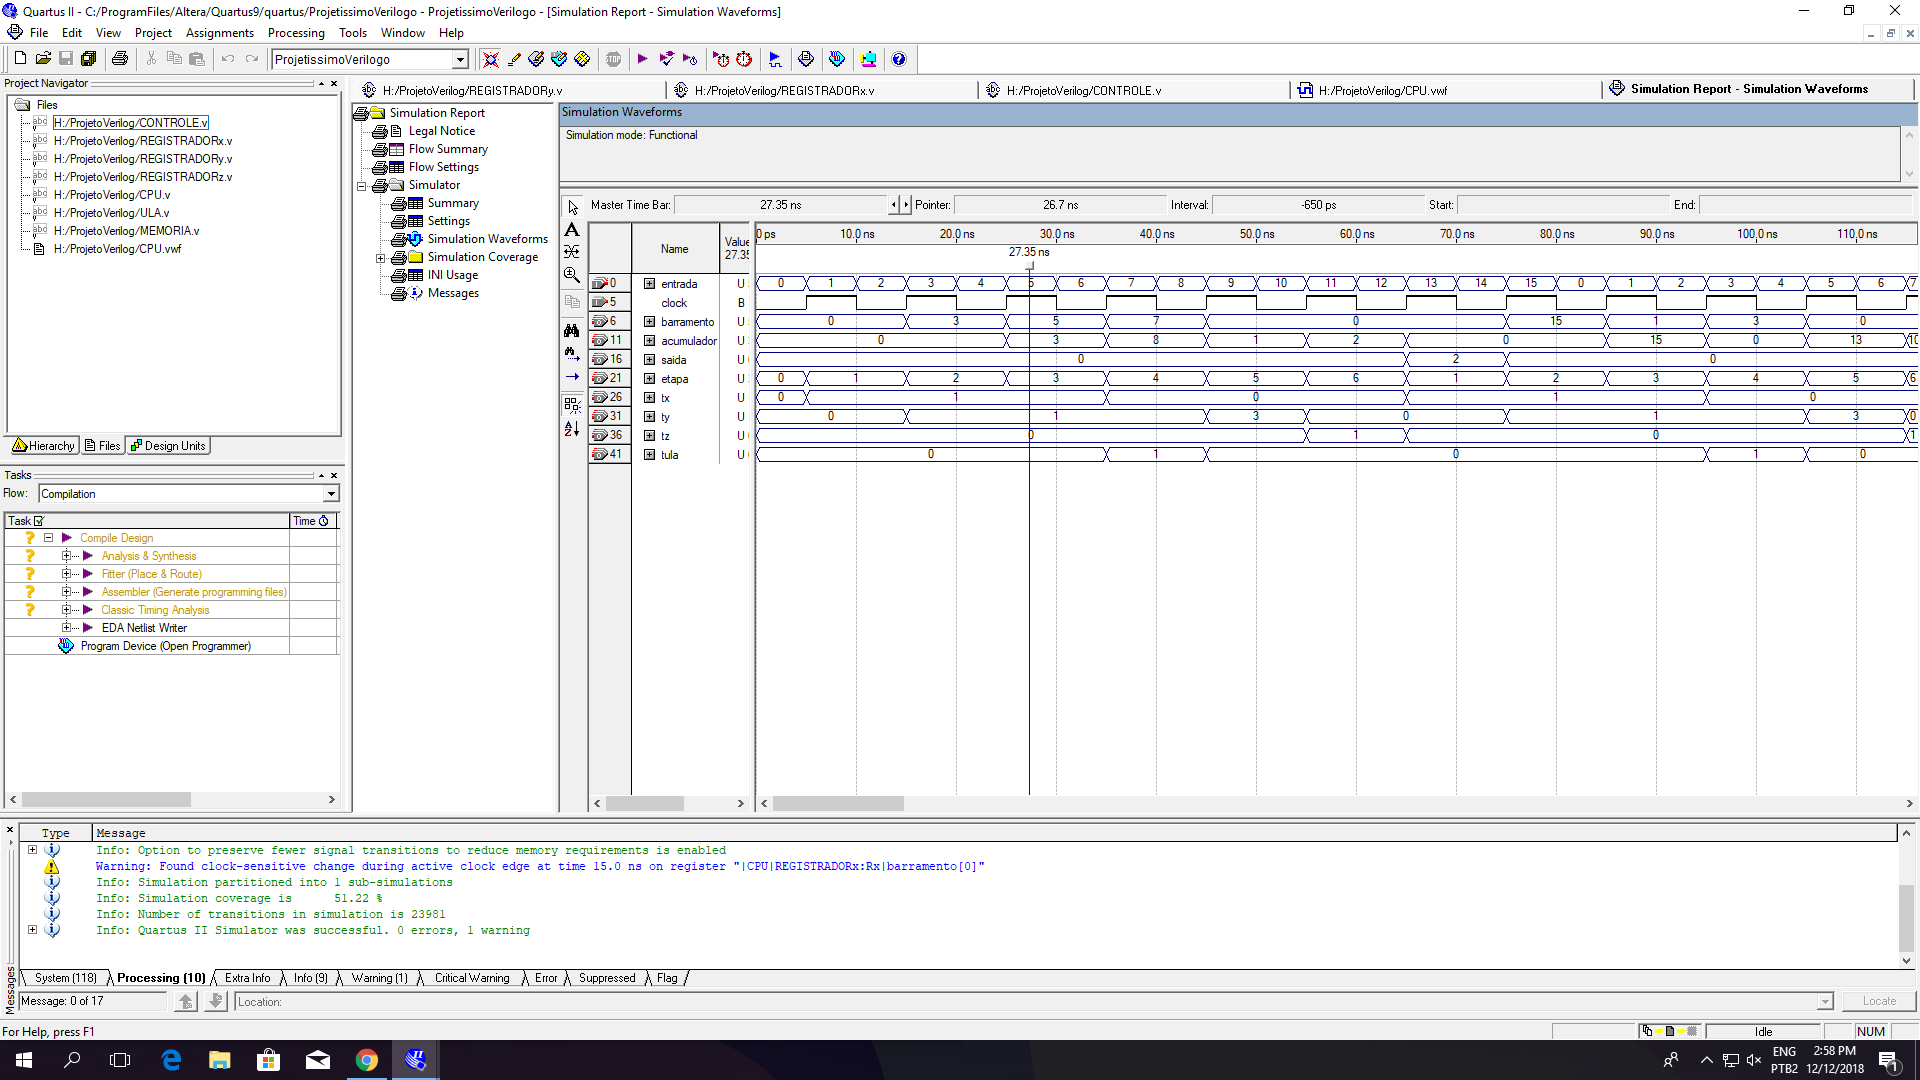 Quartus II - C:/ProgramFiles/Altera/Quartus9/quartus/ProjetissimoVerilogo - ProjetissimoVerilogo - [Simulation Report - Simulation Waveforms]
File Edit View Project Assignments Processing Tools Window Help
ProjetissimoVerilogo
Project Navigator
Files
H:/ProjetoVerilog/CONTROLE.v
H:/ProjetoVerilog/REGISTRADORx.v
H:/ProjetoVerilog/REGISTRADORy.v
H:/ProjetoVerilog/REGISTRADORz.v
H:/ProjetoVerilog/CPU.v
H:/ProjetoVerilog/ULA.v
H:/ProjetoVerilog/MEMORIA.v
H:/ProjetoVerilog/CPU.vwf
Hierarchy Files Design Units
Tasks
Flow: Compilation
Task Time
Compile Design
Analysis & Synthesis
Fitter (Place & Route)
Assembler (Generate programming files)
Classic Timing Analysis
EDA Netlist Writer
Program Device (Open Programmer)
H:/ProjetoVerilog/REGISTRADORy.v H:/ProjetoVerilog/REGISTRADORx.v H:/ProjetoVerilog/CONTROLE.v H:/ProjetoVerilog/CPU.vwf Simulation Report - Simulation Waveforms
Simulation Report
Legal Notice
Flow Summary
Flow Settings
Simulator
Summary
Settings
Simulation Waveforms
Simulation Coverage
INI Usage
Messages
Simulation Waveforms
Simulation mode: Functional
Master Time Bar: 27.35 ns Pointer: 26.7 ns Interval: -650 ps Start: End:
Name Value 27.35
0 ps 10.0 ns 20.0 ns 30.0 ns 40.0 ns 50.0 ns 60.0 ns 70.0 ns 80.0 ns 90.0 ns 100.0 ns 110.0 ns
27.35 ns
0 entrada U 0 1 2 3 4 5 6 7 8 9 10 11 12 13 14 15 0 1 2 3 4 5 6 7
5 clock B
6 barramento U 0 3 5 7 0 15 1 3 0
11 acumulador U 0 3 8 1 2 0 15 0 13 10
16 saida U 0 2 0
21 etapa U 0 1 2 3 4 5 6 1 2 3 4 5 6
26 tx U 0 1 0 1 0
31 ty U 0 1 3 0 1 3 0
36 tz U 0 1 0 1
41 tula U 0 1 0 1 0
Type Message
Info: Option to preserve fewer signal transitions to reduce memory requirements is enabled
Warning: Found clock-sensitive change during active clock edge at time 15.0 ns on register "|CPU|REGISTRADORx:Rx|barramento[0]"
Info: Simulation partitioned into 1 sub-simulations
Info: Simulation coverage is 51.22 %
Info: Number of transitions in simulation is 23981
Info: Quartus II Simulator was successful. 0 errors, 1 warning
System (118) Processing (10) Extra Info Info (9) Warning (1) Critical Warning Error Suppressed Flag
Messages
Message: 0 of 17 Location: Locate
For Help, press F1 Idle NUM
ENG 2:58 PM
PTB2 12/12/2018 1